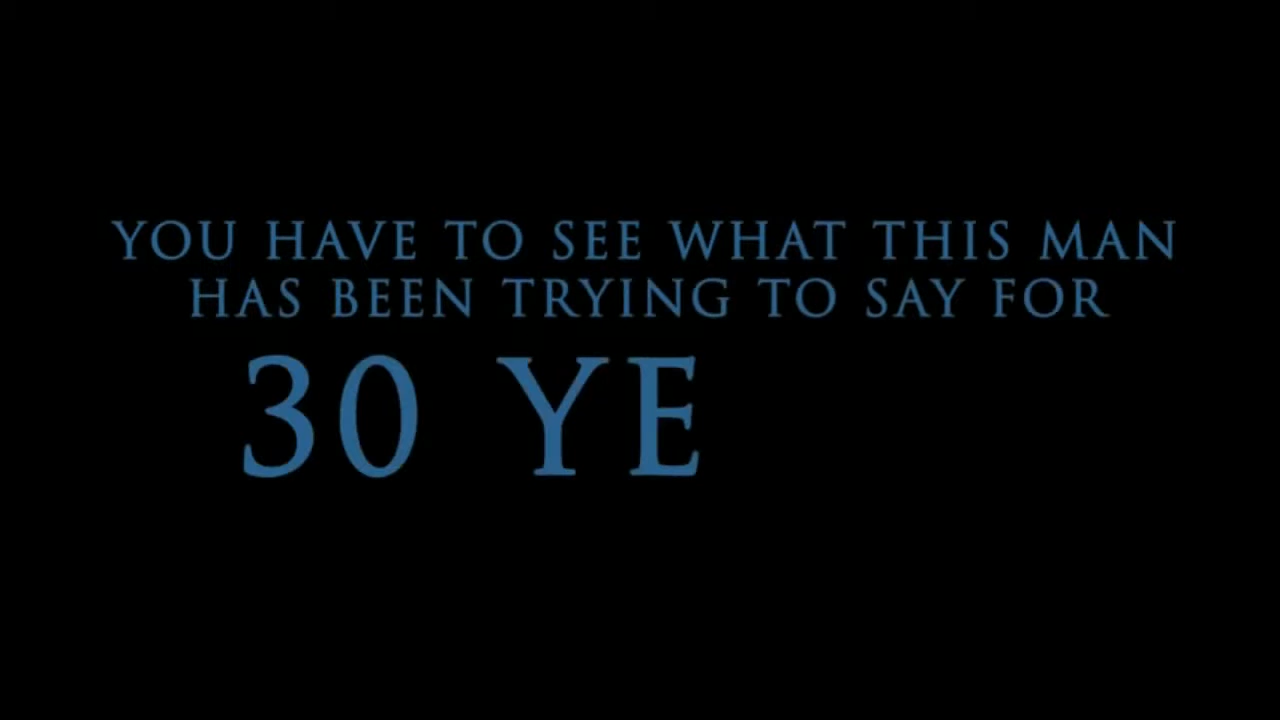 YOU HAVE TO SEE WHAT THIS MAN
HAS BEEN TRYING TO SAY FOR
30 YE